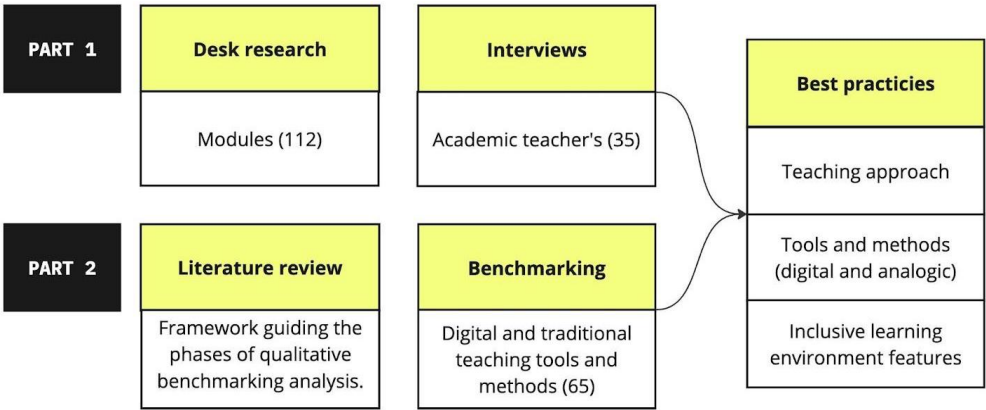 PART 1
Desk research
Modules (112)
Interviews
Academic teacher's (35)
PART 2
Literature review
Framework guiding the
phases of qualitative
benchmarking analysis.
Benchmarking
Digital and traditional
teaching tools and
methods (65)
Best practicies
Teaching approach
Tools and methods
(digital and analogic)
Inclusive learning
environment features